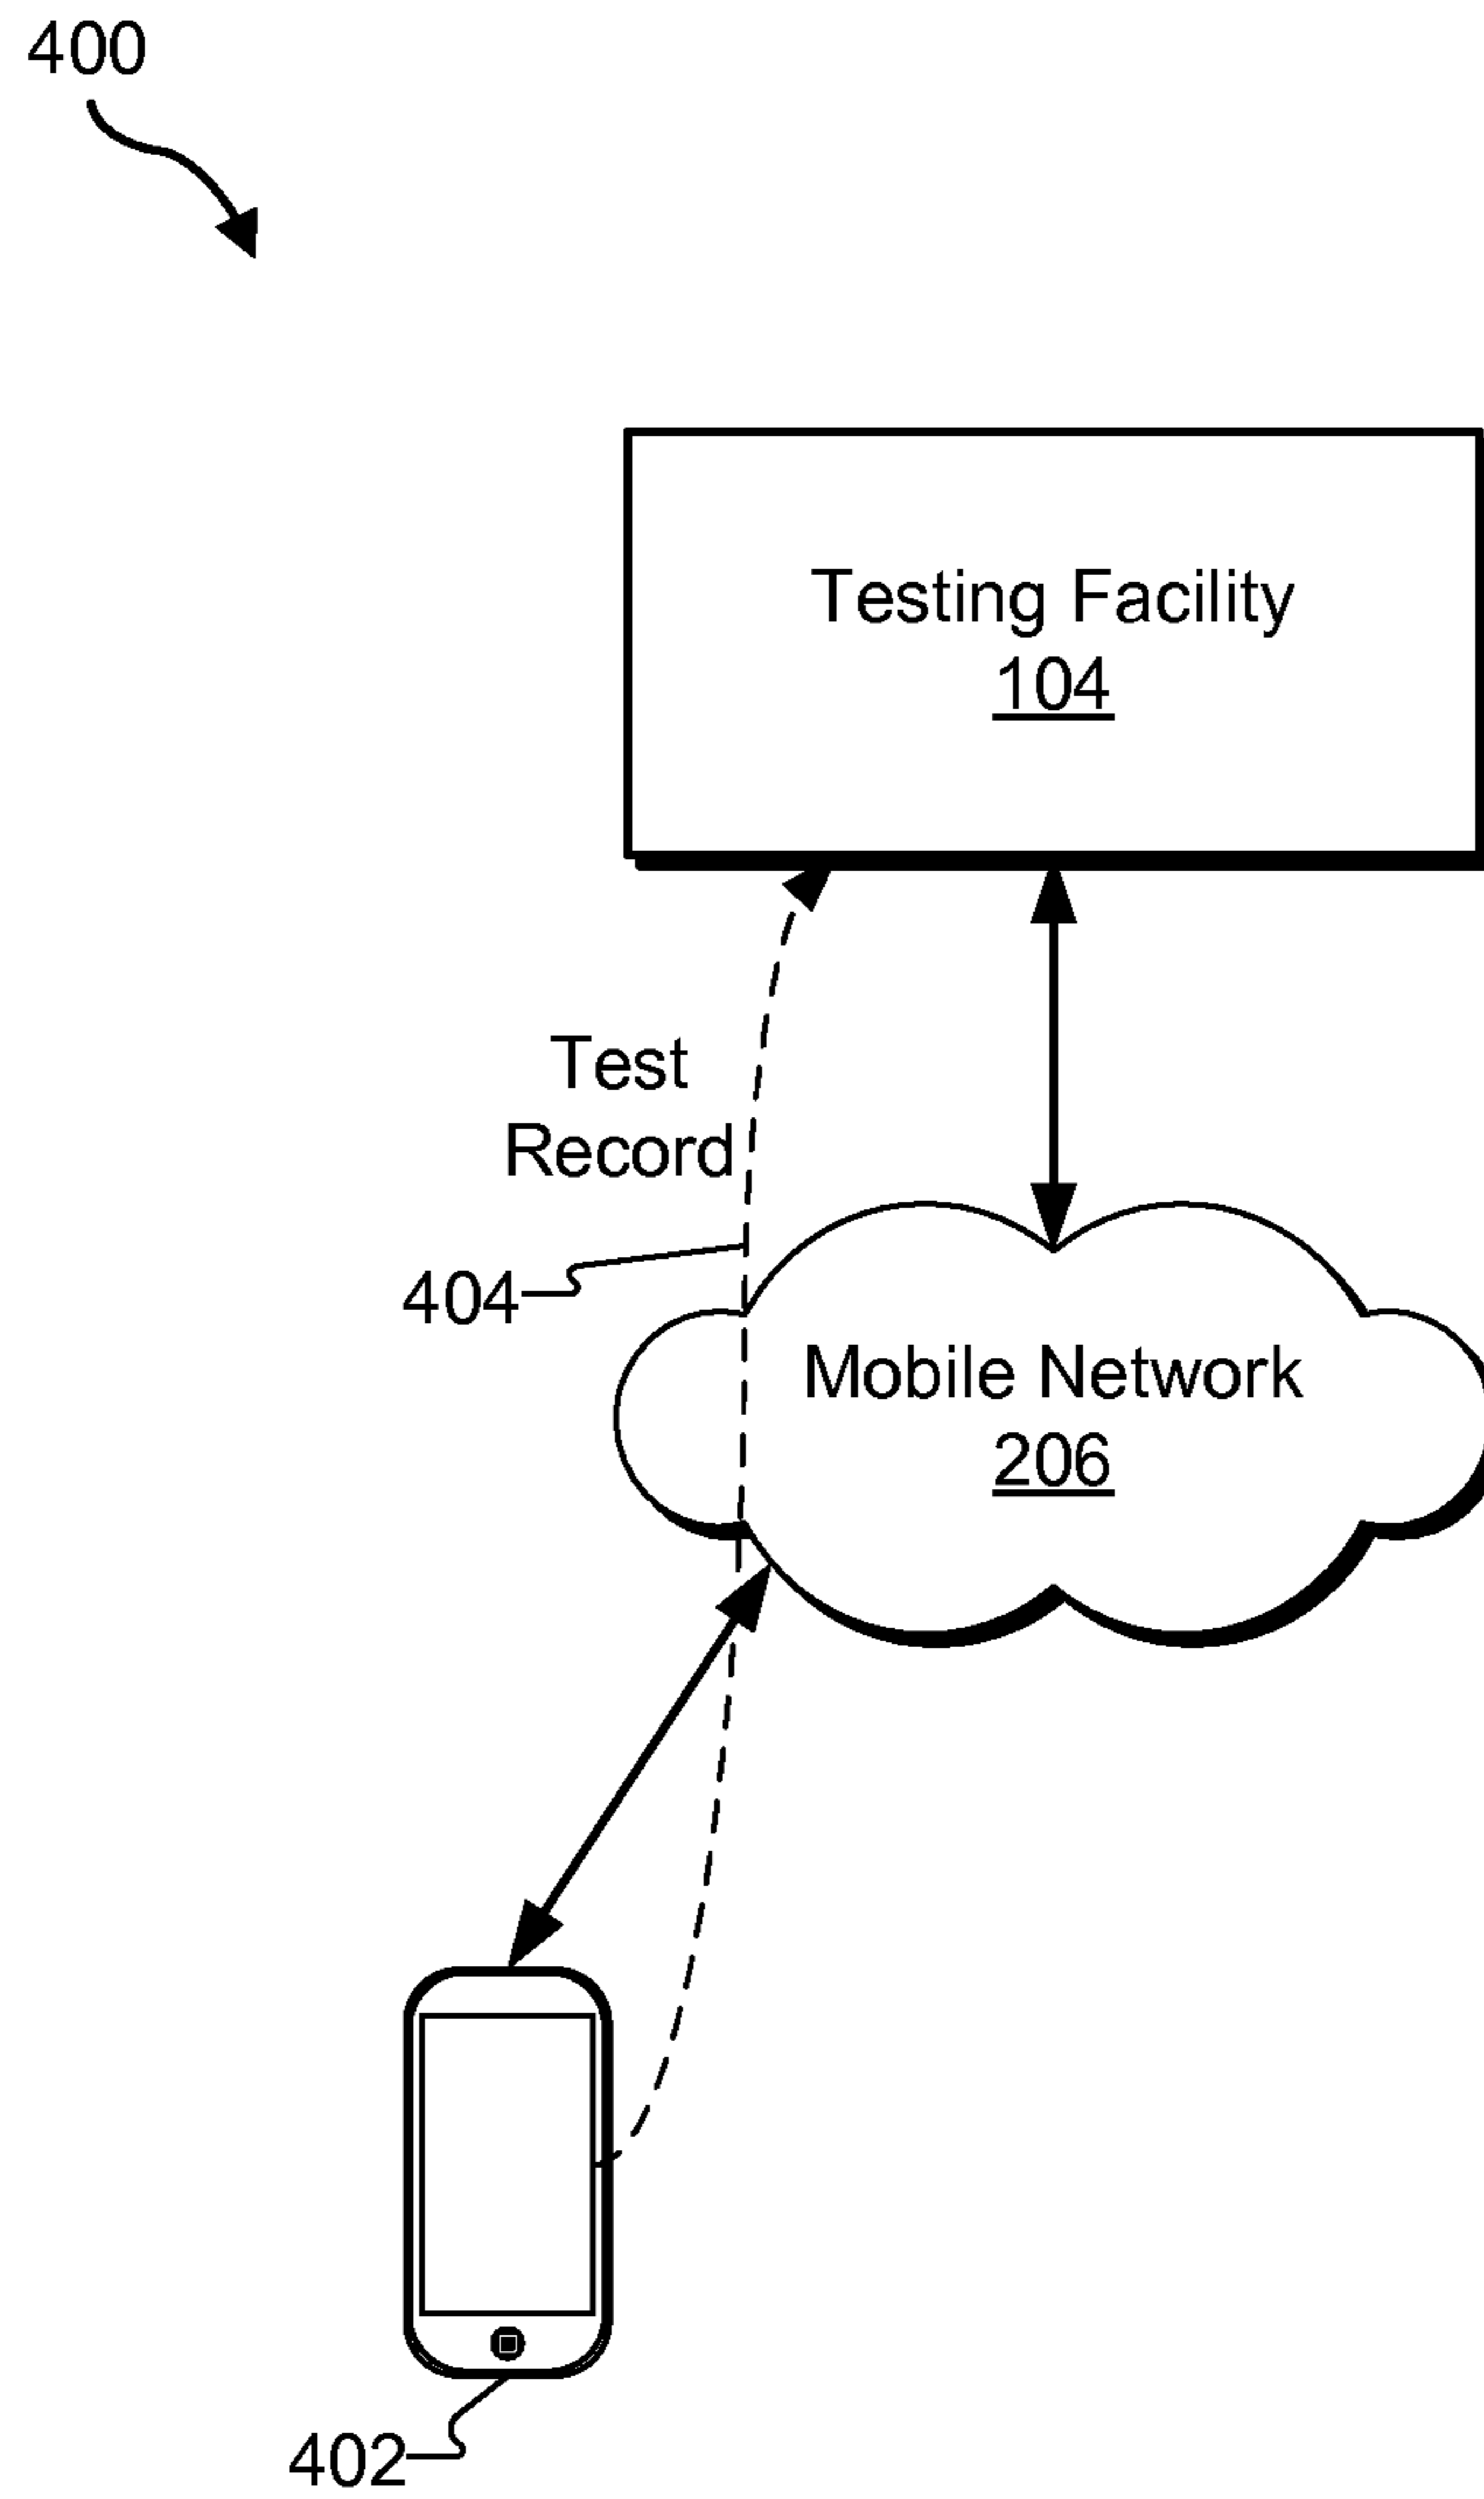 400
Testing Facility
104
Test
Record
404
Mobile Network
206
402